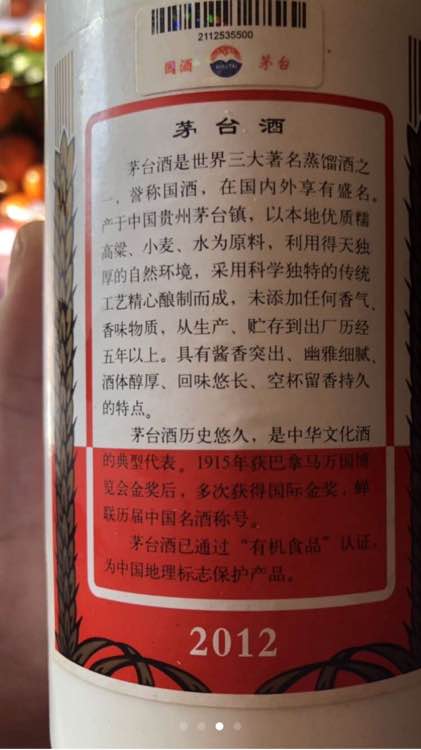 2112535500
国酒 茅台
MOUTAI
茅台酒
茅台酒是世界三大著名蒸馏酒之
一，誉称国酒，在国内外享有盛名。
产于中国贵州茅台镇，以本地优质糯
高粱、小麦、水为原料，利用得天独
厚的自然环境，采用科学独特的传统
工艺精心酿制而成，未添加任何香气、
香味物质，从生产、贮存到出厂历经
五年以上。具有酱香突出、幽雅细腻、
酒体醇厚、回味悠长、空杯留香持久
的特点。
茅台酒历史悠久，是中华文化酒
的典型代表。1915年获巴拿马万国博
览会金奖后，多次获得国际金奖，蝉
联历届中国名酒称号。
茅台酒已通过“有机食品”认证，
为中国地理标志保护产品。
2012